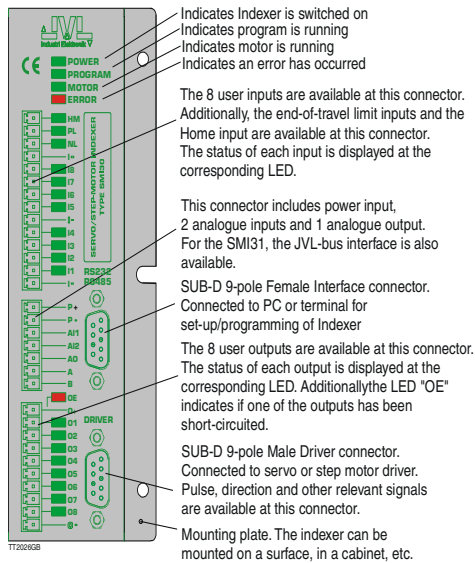 JVL
Industri Elektronik
CE
POWER
PROGRAM
MOTOR
ERROR
HM
PL
NL
I+
I8
I7
I6
I5
I-
I4
I3
I2
I1
I-
SERVO/STEP-MOTOR INDEXER
TYPE SMI30
RS232
RS485
P+
P-
AI1
AI2
AO
A
B
OE
O+
O1
O2
O3
O4
O5
O6
O7
O8
O-
DRIVER
TT2026GB
Indicates Indexer is switched on
Indicates program is running
Indicates motor is running
Indicates an error has occurred
The 8 user inputs are available at this connector.
Additionally, the end-of-travel limit inputs and the
Home input are available at this connector.
The status of each input is displayed at the
corresponding LED.
This connector includes power input,
2 analogue inputs and 1 analogue output.
For the SMI31, the JVL-bus interface is also
available.
SUB-D 9-pole Female Interface connector.
Connected to PC or terminal for
set-up/programming of Indexer
The 8 user outputs are available at this connector.
The status of each output is displayed at the
corresponding LED. Additionallythe LED "OE"
indicates if one of the outputs has been
short-circuited.
SUB-D 9-pole Male Driver connector.
Connected to servo or step motor driver.
Pulse, direction and other relevant signals
are available at this connector.
Mounting plate. The indexer can be
mounted on a surface, in a cabinet, etc.